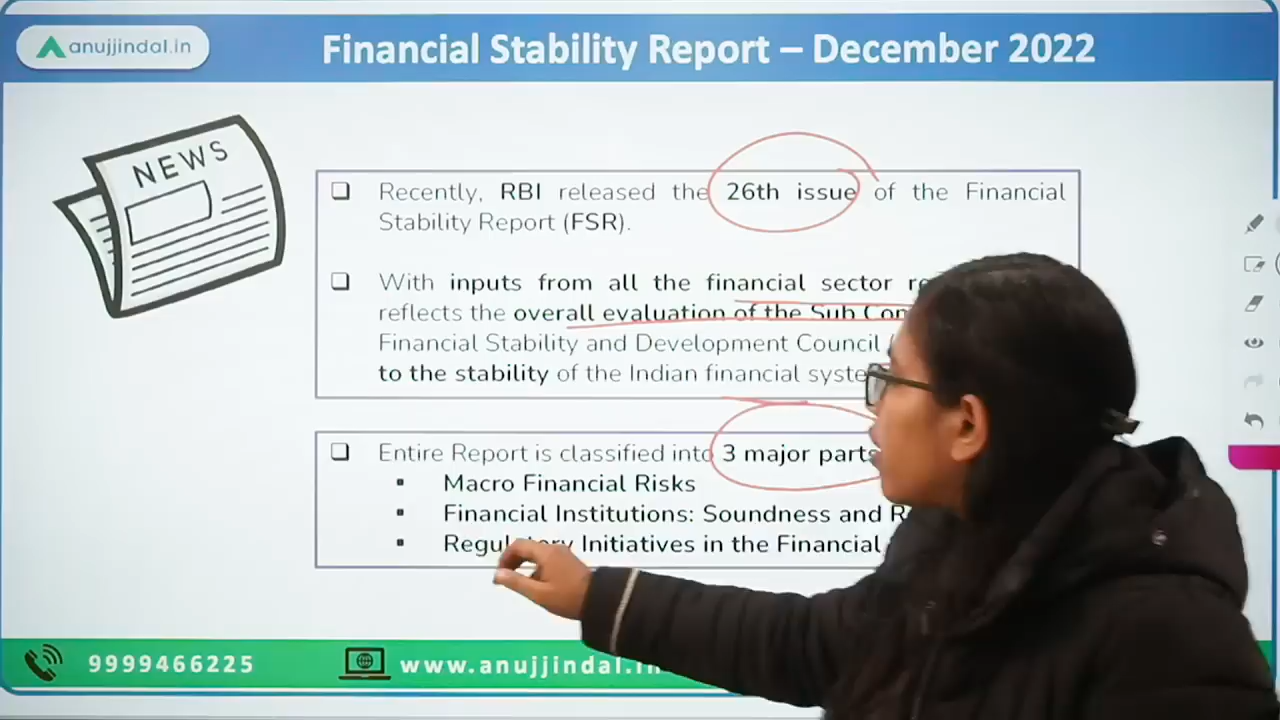 anujjindal.in
Financial Stability Report – December 2022
NEWS
Recently, RBI released the 26th issue of the Financial
Stability Report (FSR).
With inputs from all the financial sector
reflects the overall evaluation of the Sub
Financial Stability and Development Council
to the stability of the Indian financial
Entire Report is classified into 3 major parts
Macro Financial Risks
Financial Institutions: Soundness and
Regulatory Initiatives in the Financial
9999466225
www.anujjindal.in